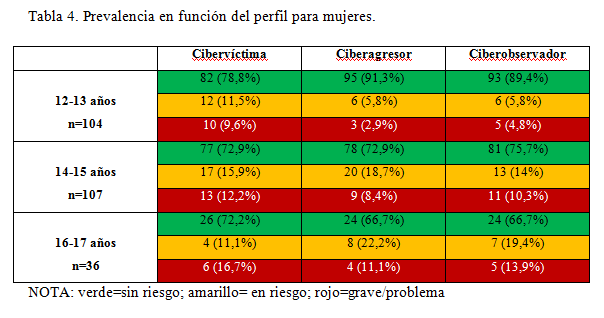 Tabla 4. Prevalencia en función del perfil para mujeres.
Cibervíctima Ciberagresor Ciberobservador
12-13 años
n=104
82 (78,8%) 95 (91,3%) 93 (89,4%)
12 (11,5%) 6 (5,8%) 6 (5,8%)
10 (9,6%) 3 (2,9%) 5 (4,8%)
14-15 años
n=107
77 (72,9%) 78 (72,9%) 81 (75,7%)
17 (15,9%) 20 (18,7%) 13 (14%)
13 (12,2%) 9 (8,4%) 11 (10,3%)
16-17 años
n=36
26 (72,2%) 24 (66,7%) 24 (66,7%)
4 (11,1%) 8 (22,2%) 7 (19,4%)
6 (16,7%) 4 (11,1%) 5 (13,9%)
NOTA: verde=sin riesgo; amarillo= en riesgo; rojo=grave/problema